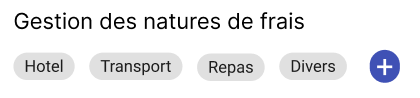 Gestion des natures de frais
Hotel Transport Repas Divers +